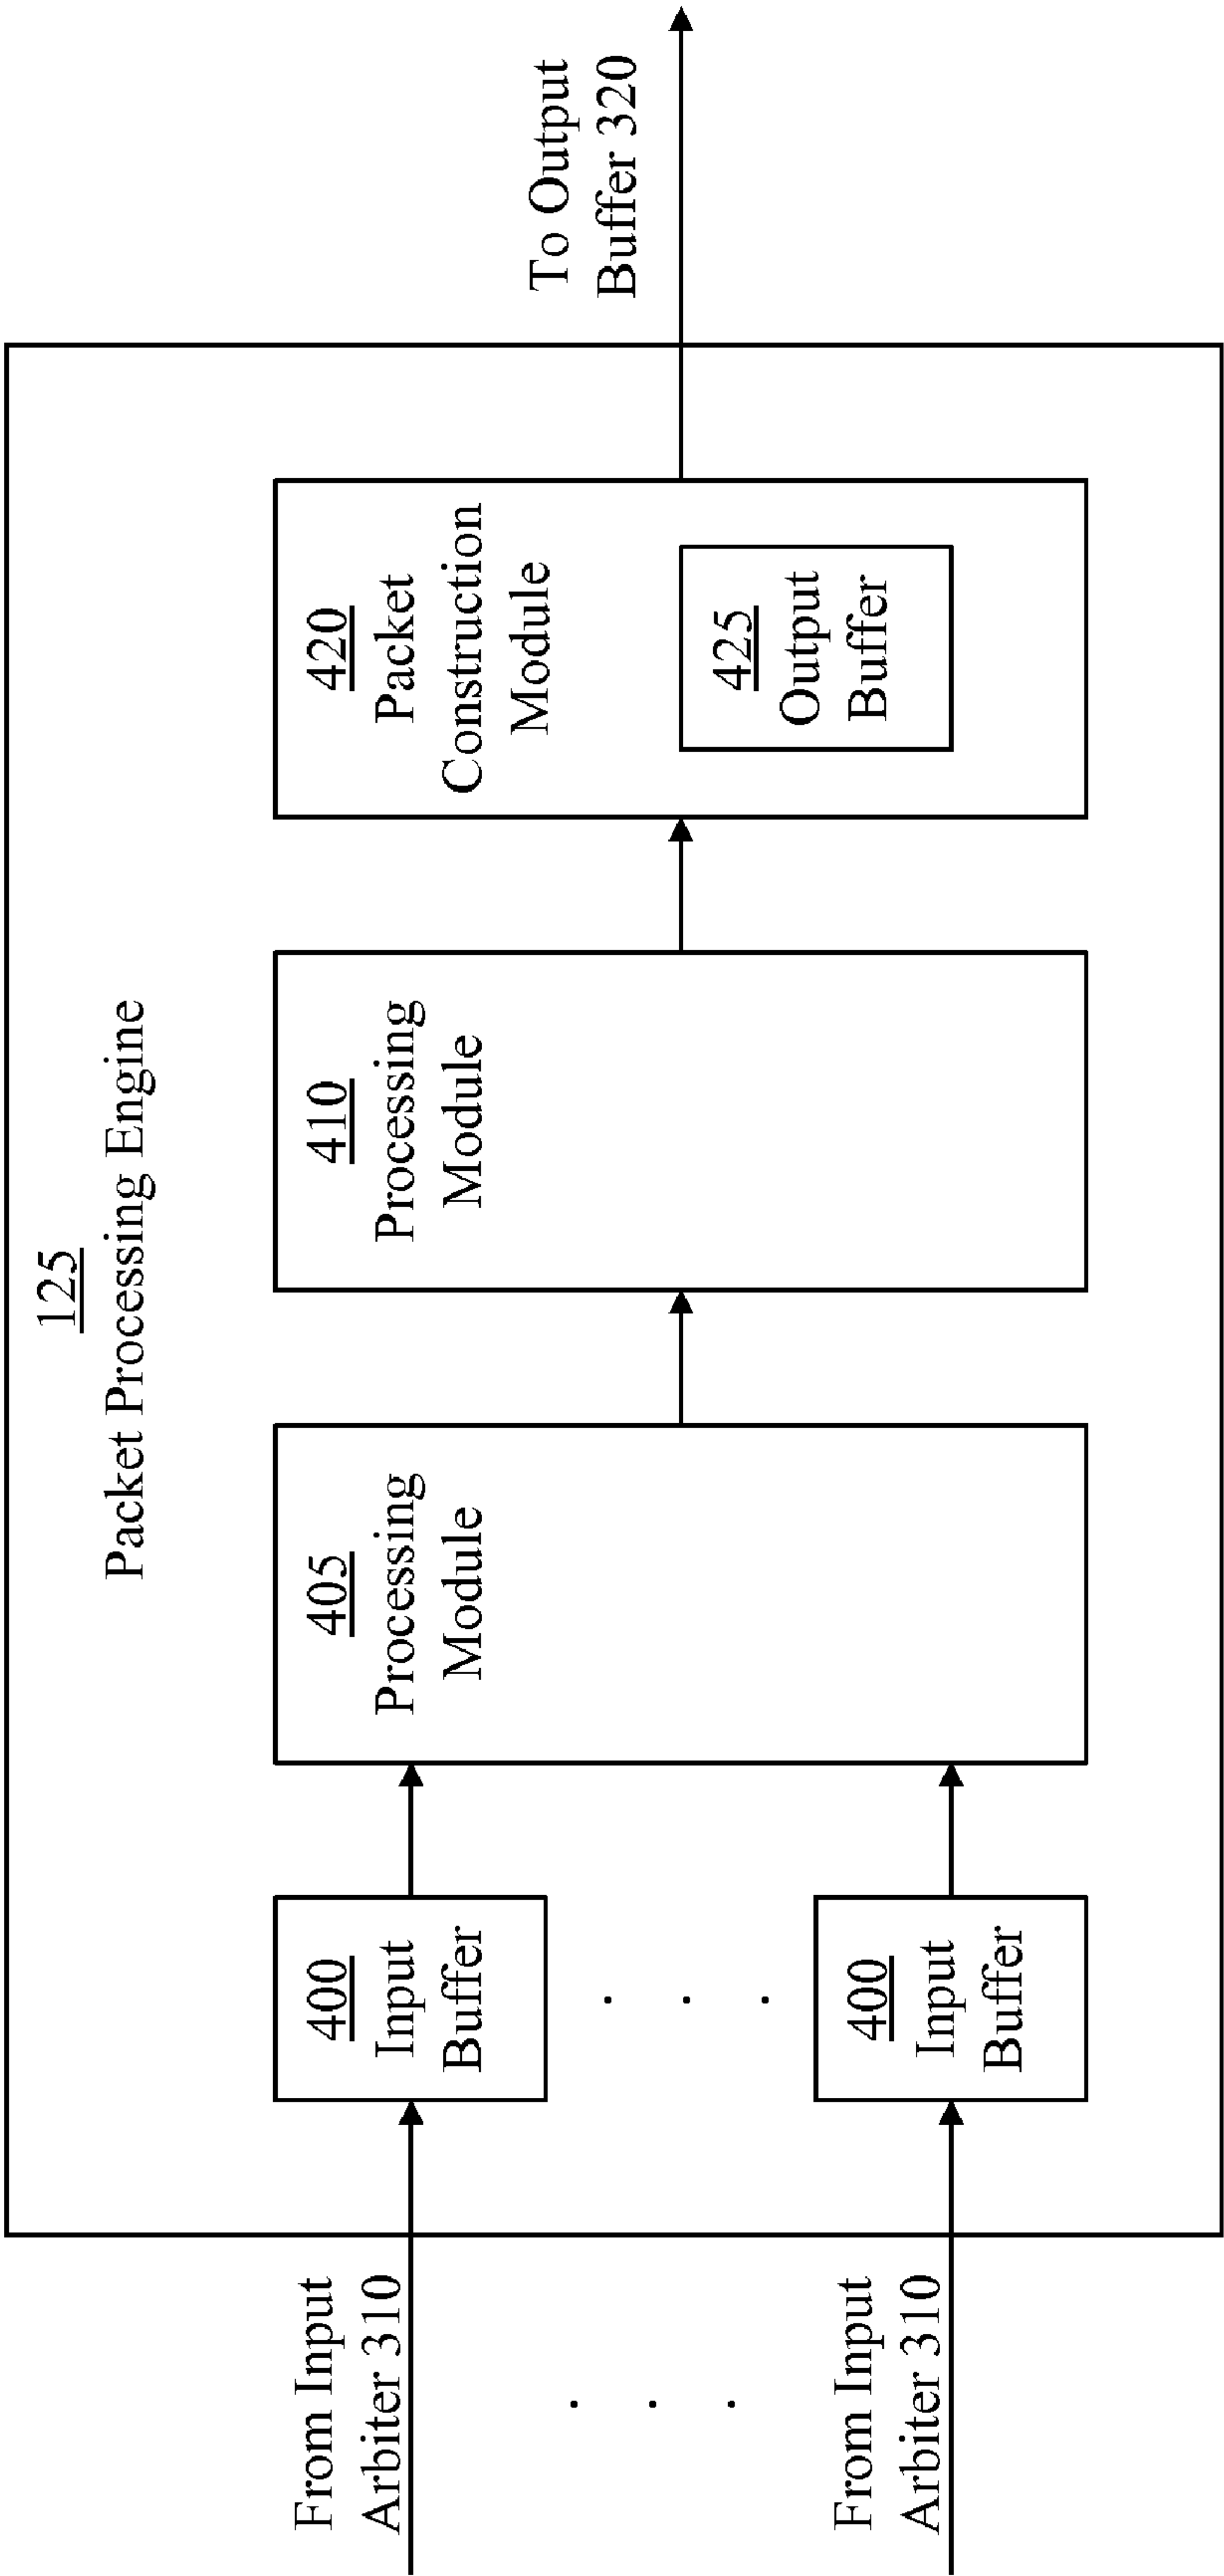 125
Packet Processing Engine
From Input
Arbiter 310
400
Input
Buffer
. . .
From Input
Arbiter 310
. . .
400
Input
Buffer
405
Processing
Module
410
Processing
Module
420
Packet
Construction
Module
425
Output
Buffer
To Output
Buffer 320